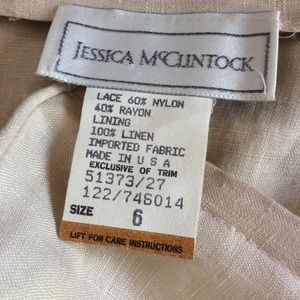 JESSICA McCLINTOCK
LACE 60% NYLON
40% RAYON
LINING
100% LINEN
IMPORTED FABRIC
MADE IN U S A
EXCLUSIVE OF TRIM
51373/27
122/746014
SIZE 6
LIFT FOR CARE INSTRUCTIONS